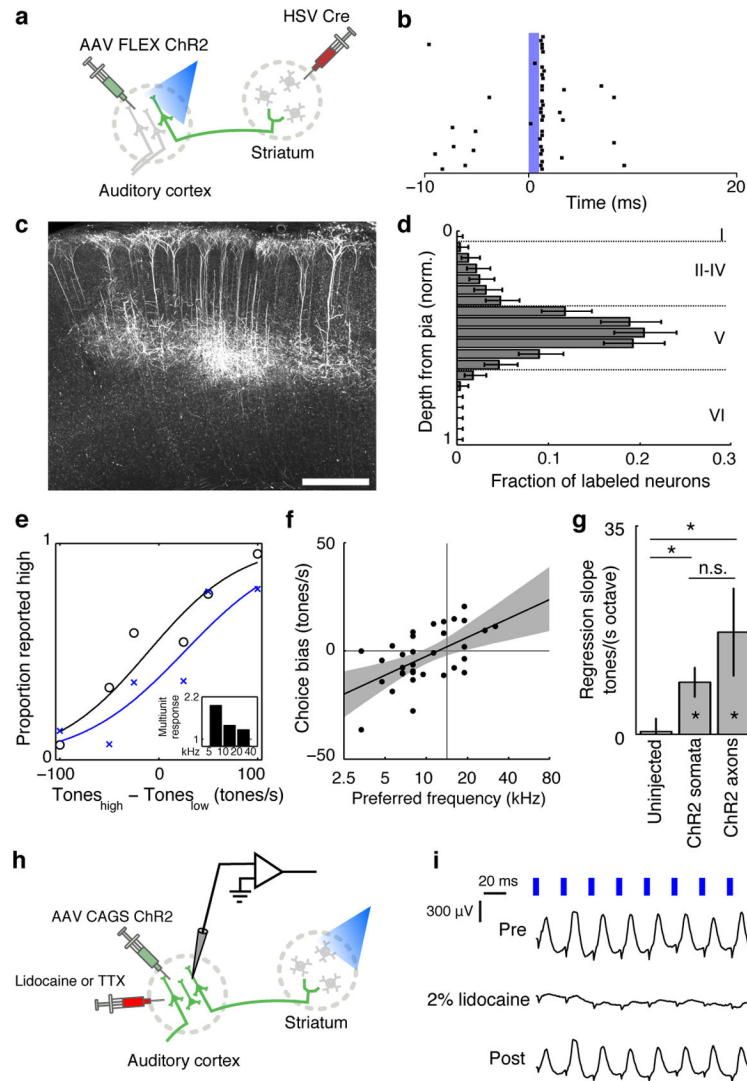 a
HSV Cre
AAV FLEX ChR2
Striatum
Auditory cortex
b
−10
0
20
Time (ms)
c
d
0
I
II-IV
V
VI
1
Depth from pia (norm.)
0
0.1
0.2
0.3
Fraction of labeled neurons
e
1
0
Proportion reported high
2.2
1
Multiunit response
kHz 5 10 20 40
−100
0
100
Tones high − Tones low (tones/s)
f
50
0
−50
Choice bias (tones/s)
2.5
5
10
20
40
80
Preferred frequency (kHz)
g
35
0
Regression slope
tones/(s octave)
*
*
n.s.
*
*
Uninjected
ChR2 somata
ChR2 axons
h
AAV CAGS ChR2
Lidocaine or TTX
Striatum
Auditory cortex
i
20 ms
300 µV
Pre
2% lidocaine
Post